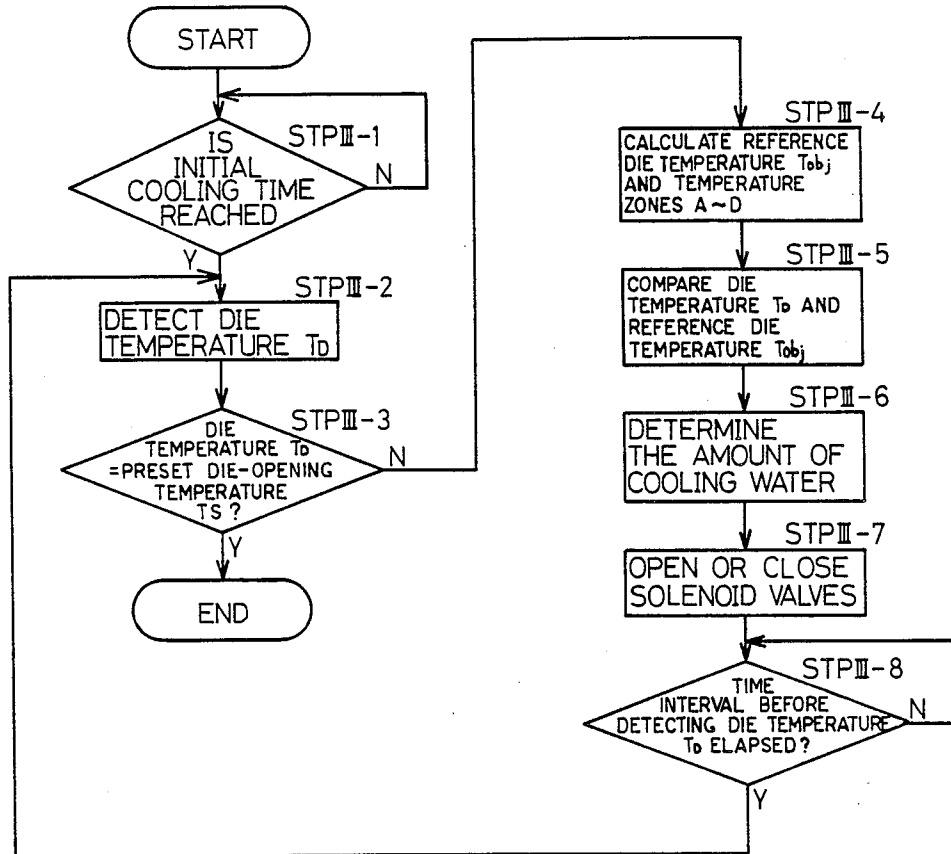 START
STPⅢ-1
IS
INITIAL
COOLING TIME
REACHED
N
Y
STPⅢ-2
DETECT DIE
TEMPERATURE TD
STPⅢ-3
DIE
TEMPERATURE TD
=PRESET DIE-OPENING
TEMPERATURE
TS?
N
Y
END
STPⅢ-4
CALCULATE REFERENCE
DIE TEMPERATURE Tobj
AND TEMPERATURE
ZONES A~D
STPⅢ-5
COMPARE DIE
TEMPERATURE TD AND
REFERENCE DIE
TEMPERATURE Tobj
STPⅢ-6
DETERMINE
THE AMOUNT OF
COOLING WATER
STPⅢ-7
OPEN OR CLOSE
SOLENOID VALVES
STPⅢ-8
TIME
INTERVAL BEFORE
DETECTING DIE TEMPERATURE
TD ELAPSED?
N
Y